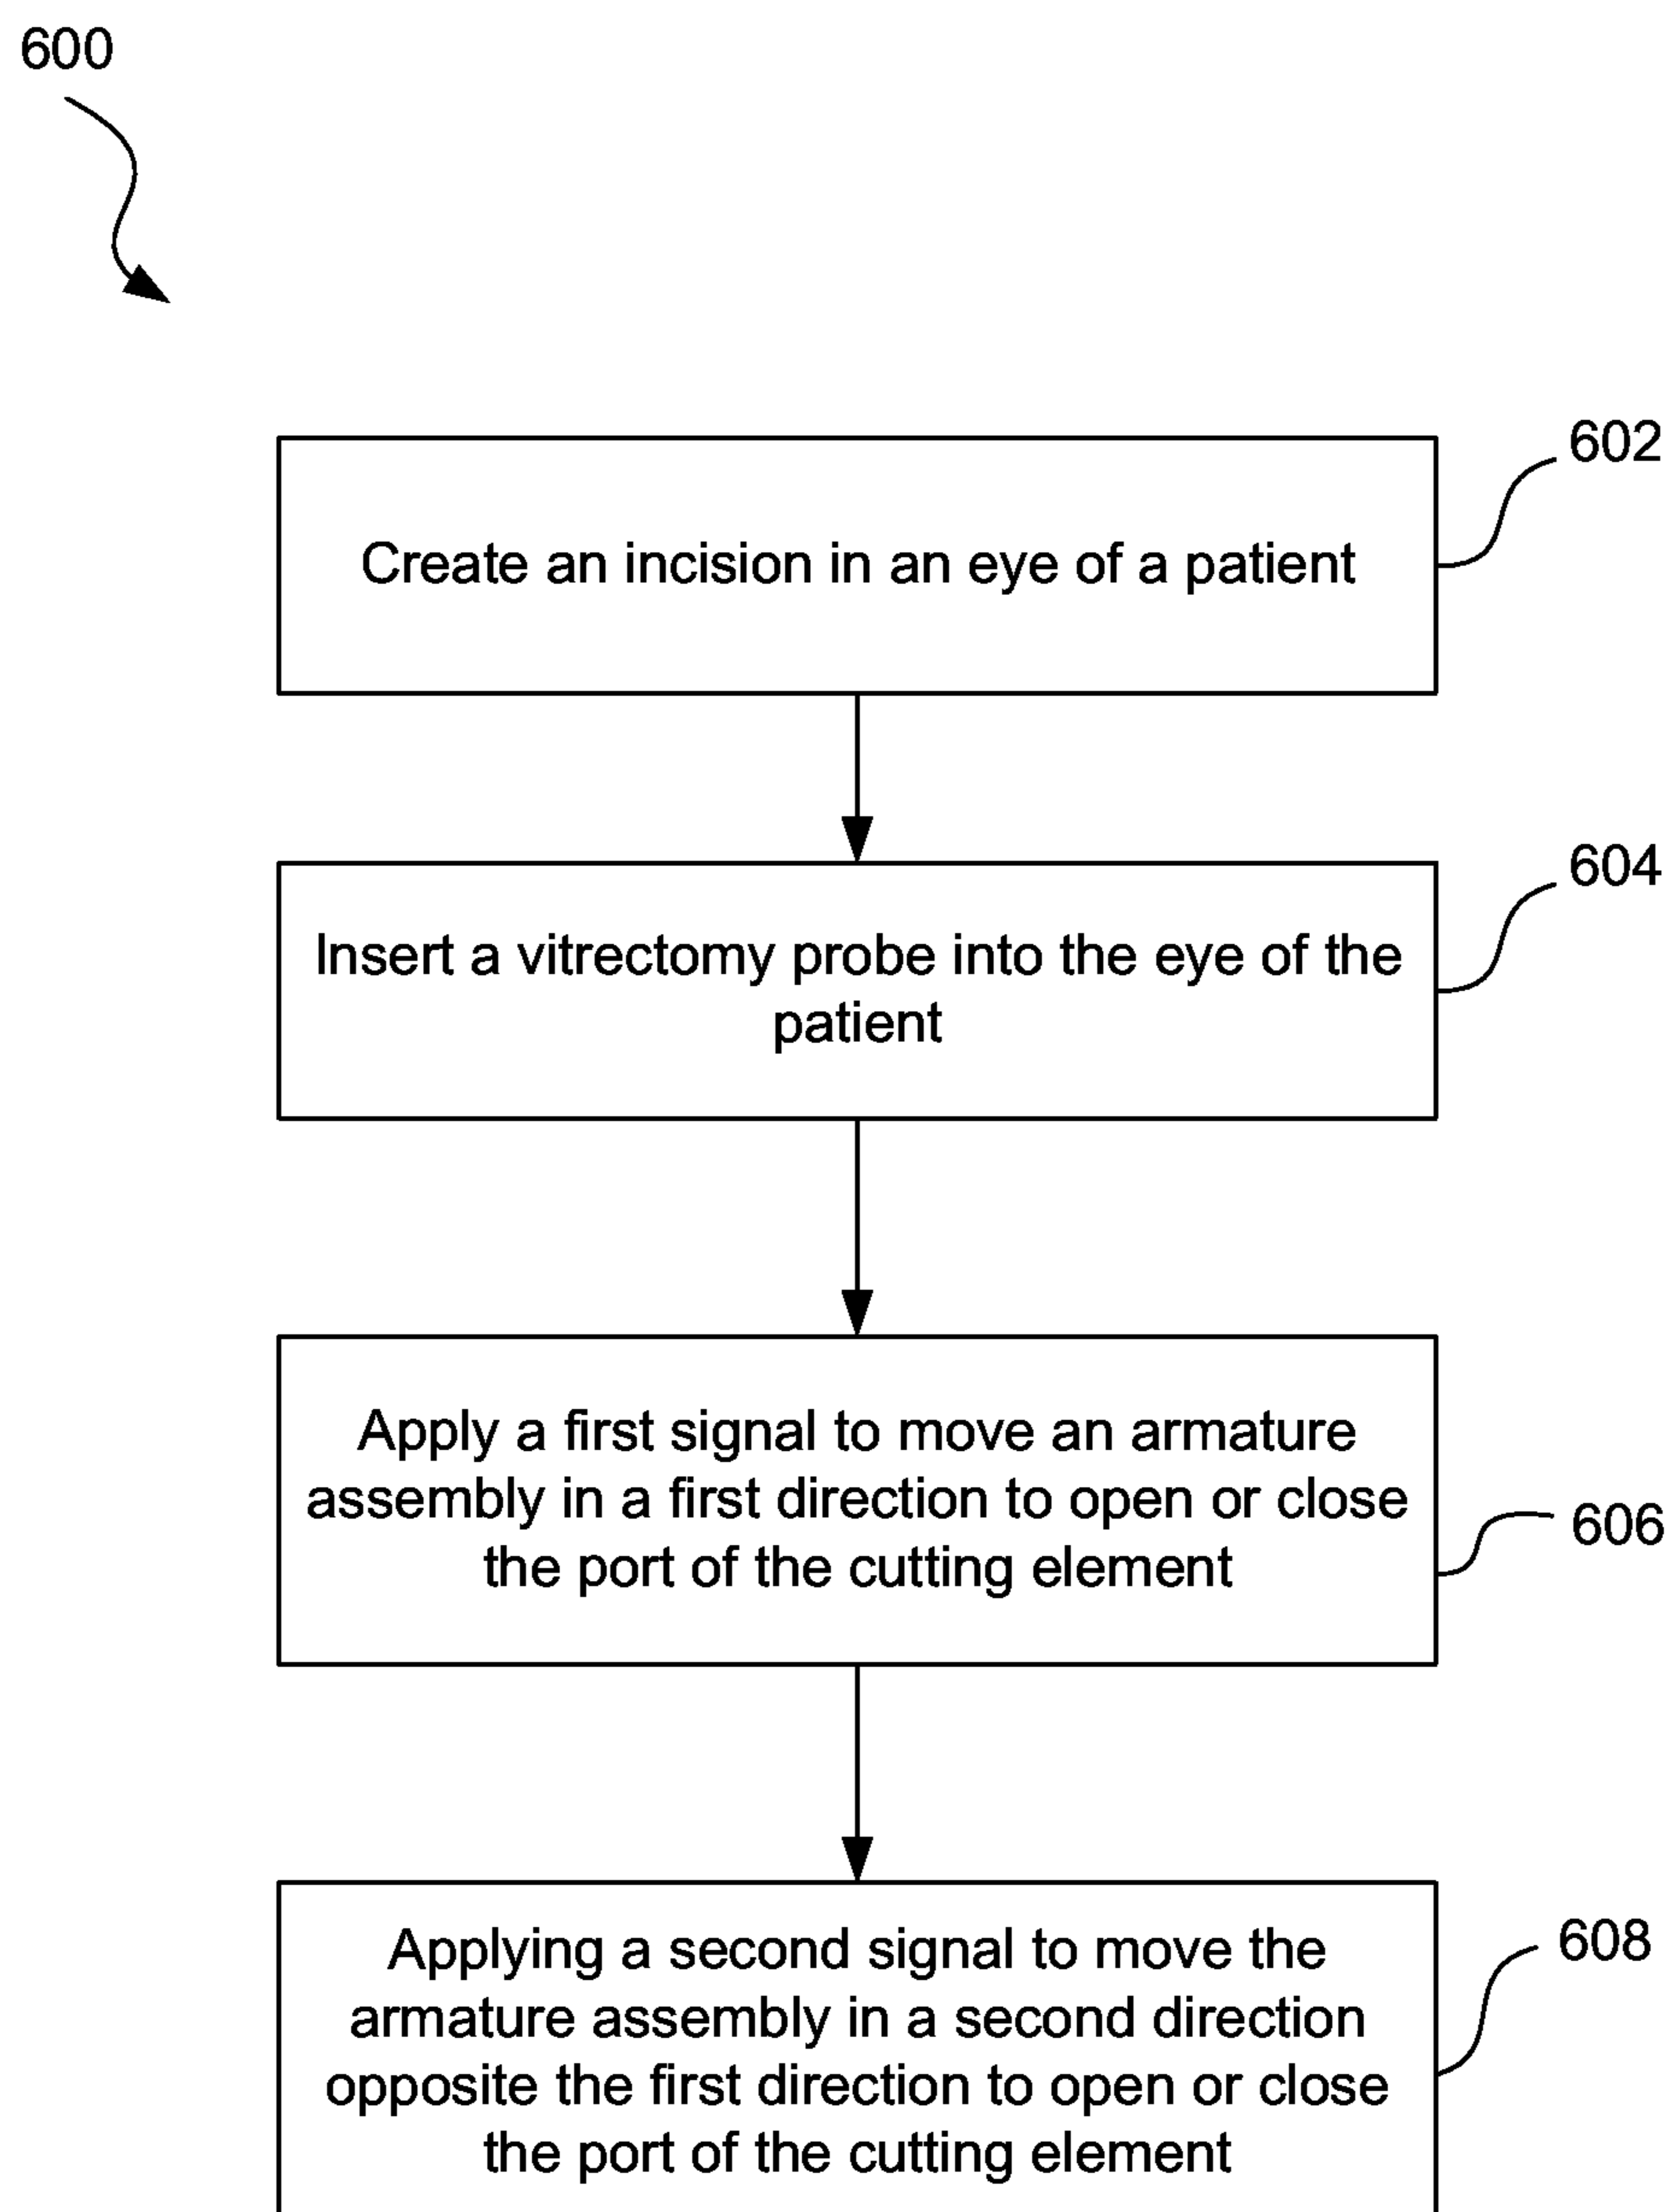 600
602
Create an incision in an eye of a patient
604
Insert a vitrectomy probe into the eye of the
patient
Apply a first signal to move an armature
assembly in a first direction to open or close
the port of the cutting element
606
Applying a second signal to move the
armature assembly in a second direction
opposite the first direction to open or close
the port of the cutting element
608